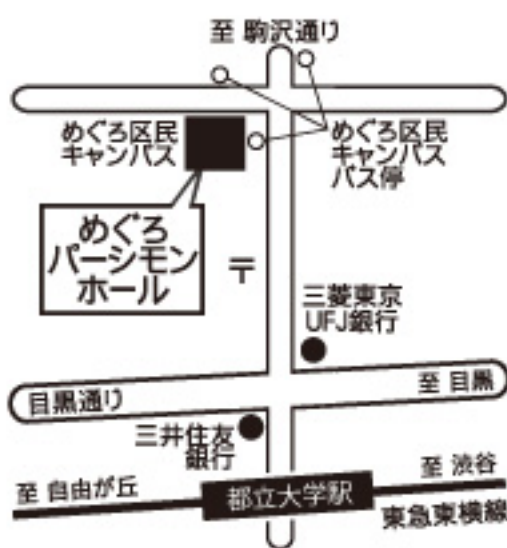 至 駒沢通り
めぐろ区民
キャンパス
めぐろ区民
キャンパス
バス停
めぐろ
パーシモン
ホール
〒
三菱東京
UFJ銀行
至 目黒
目黒通り
三井住友
銀行
至 渋谷
至 自由が丘
都立大学駅
東急東横線